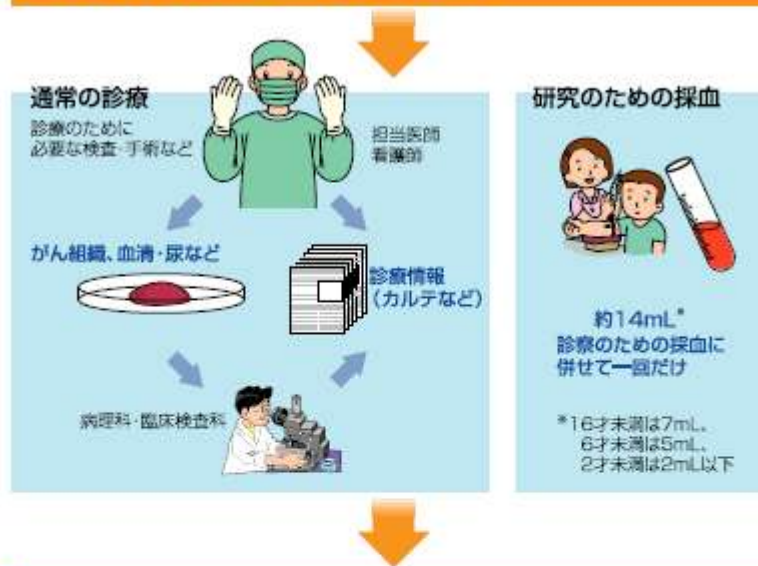 通常の診療
診療のために
必要な検査・手術など
担当医師
看護師
がん組織、血清・尿など
診療情報
(カルテなど)
病理科・臨床検査科
研究のための採血
約14mL*
診察のための採血に
併せて一回だけ
*16才未満は7mL、
6才未満は5mL、
2才未満は2mL以下